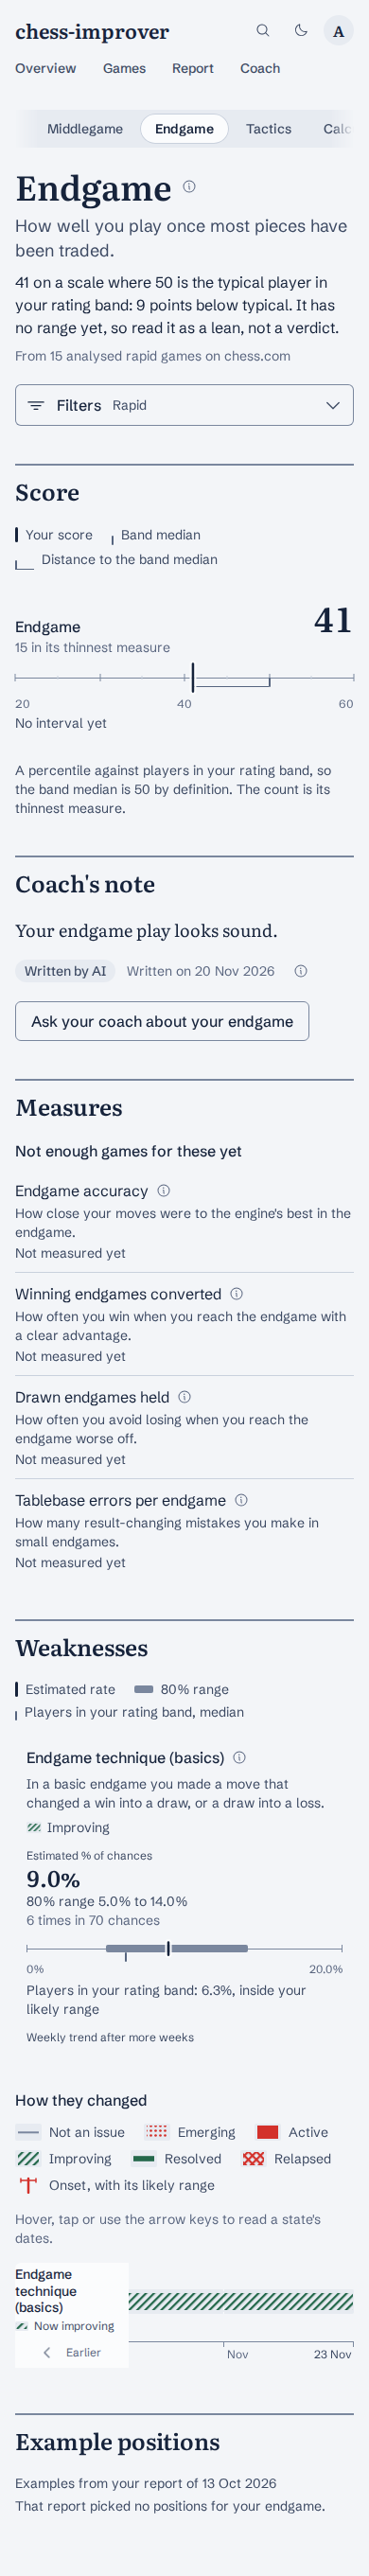 chess-improver
A
Overview Games Report Coach
Middlegame Endgame Tactics Calc
Endgame
How well you play once most pieces have
been traded.
41 on a scale where 50 is the typical player in
your rating band: 9 points below typical. It has
no range yet, so read it as a lean, not a verdict.
From 15 analysed rapid games on chess.com
Filters Rapid
Score
Your score Band median
Distance to the band median
Endgame 41
15 in its thinnest measure
20 40 60
No interval yet
A percentile against players in your rating band, so
the band median is 50 by definition. The count is its
thinnest measure.
Coach's note
Your endgame play looks sound.
Written by AI Written on 20 Nov 2026
Ask your coach about your endgame
Measures
Not enough games for these yet
Endgame accuracy
How close your moves were to the engine's best in the
endgame.
Not measured yet
Winning endgames converted
How often you win when you reach the endgame with
a clear advantage.
Not measured yet
Drawn endgames held
How often you avoid losing when you reach the
endgame worse off.
Not measured yet
Tablebase errors per endgame
How many result-changing mistakes you make in
small endgames.
Not measured yet
Weaknesses
Estimated rate 80% range
Players in your rating band, median
Endgame technique (basics)
In a basic endgame you made a move that
changed a win into a draw, or a draw into a loss.
Improving
Estimated % of chances
9.0%
80% range 5.0% to 14.0%
6 times in 70 chances
0% 20.0%
Players in your rating band: 6.3%, inside your
likely range
Weekly trend after more weeks
How they changed
Not an issue Emerging Active
Improving Resolved Relapsed
Onset, with its likely range
Hover, tap or use the arrow keys to read a state's
dates.
Endgame
technique
(basics)
Now improving
Earlier Nov 23 Nov
Example positions
Examples from your report of 13 Oct 2026
That report picked no positions for your endgame.